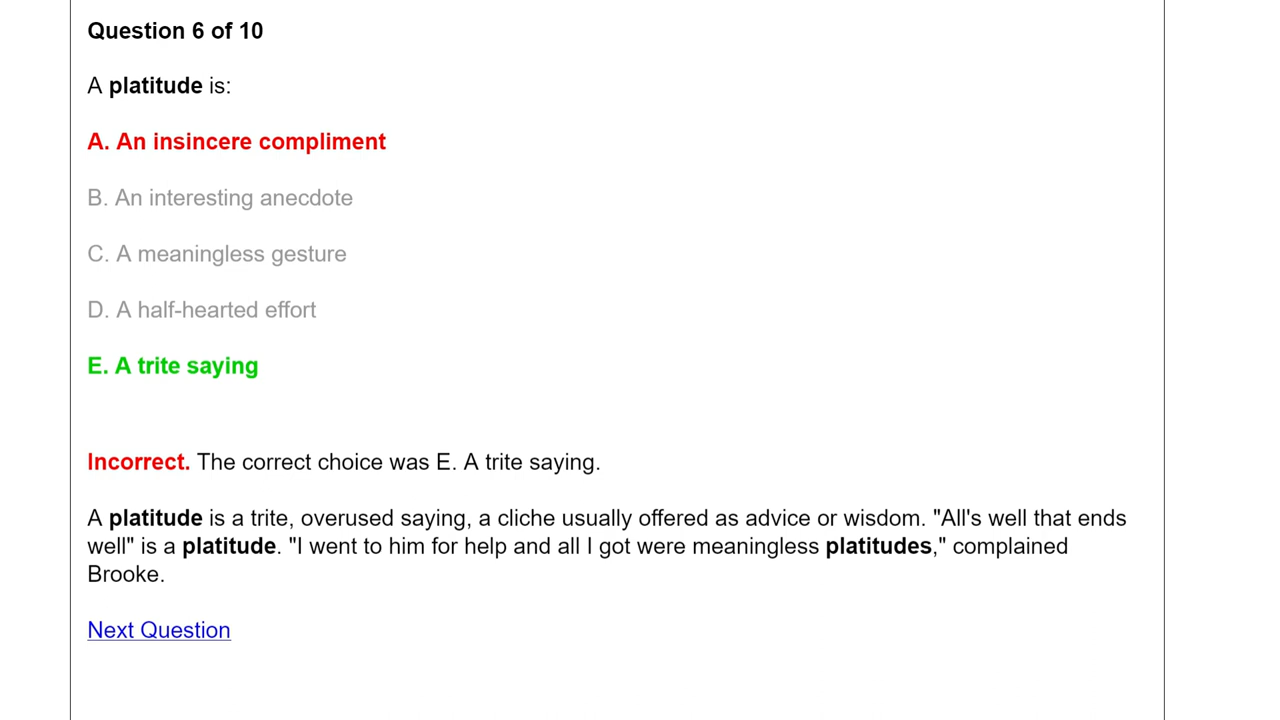 Question 6 of 10
A platitude is:
A. An insincere compliment
B. An interesting anecdote
C. A meaningless gesture
D. A half-hearted effort
E. A trite saying
Incorrect. The correct choice was E. A trite saying.
A platitude is a trite, overused saying, a cliche usually offered as advice or wisdom. "All's well that ends
well" is a platitude. "I went to him for help and all I got were meaningless platitudes," complained
Brooke.
Next Question